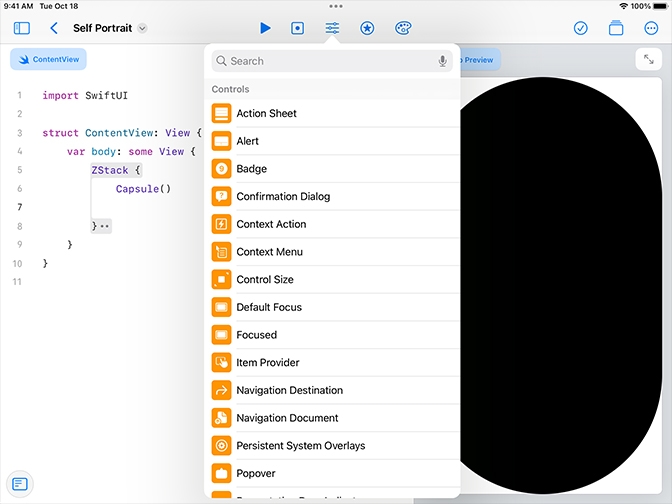 9:41 AM Tue Oct 18
100%
Self Portrait
ContentView
Preview
1 import SwiftUI
2
3 struct ContentView: View {
4 var body: some View {
5 ZStack {
6 Capsule()
7
8 }
9 }
10 }
11
Search
Controls
Action Sheet
Alert
Badge
Confirmation Dialog
Context Action
Context Menu
Control Size
Default Focus
Focused
Item Provider
Navigation Destination
Navigation Document
Persistent System Overlays
Popover